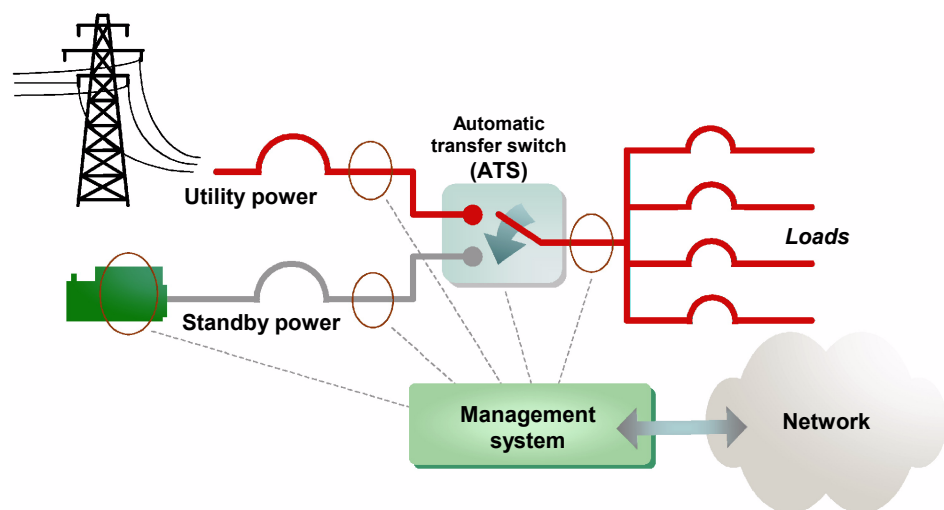 Automatic
transfer switch
(ATS)
Utility power
Loads
Standby power
Management
system
Network